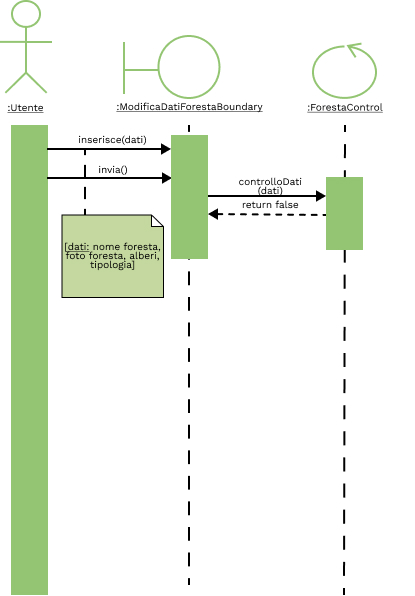 :Utente
:ModificaDatiForestaBoundary
:ForestaControl
inserisce(dati)
invia()
controlloDati
(dati)
return false
[dati: nome foresta,
foto foresta, alberi,
tipologia]